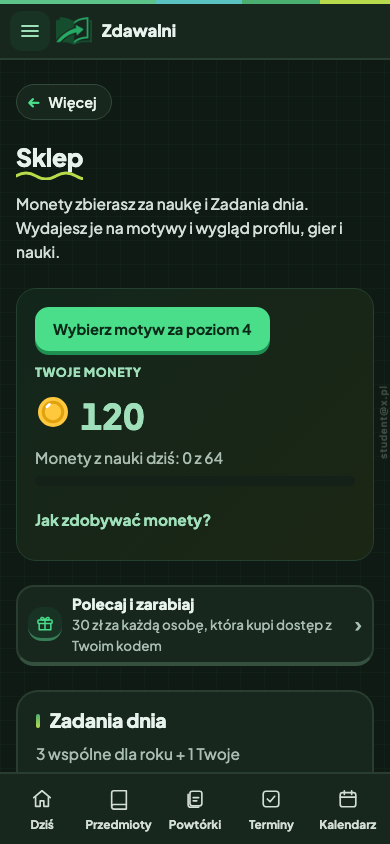 Zdawalni
Więcej
Sklep
Monety zbierasz za naukę i Zadania dnia.
Wydajesz je na motywy i wygląd profilu, gier i
nauki.
Wybierz motyw za poziom 4
TWOJE MONETY
120
Monety z nauki dziś: 0 z 64
Jak zdobywać monety?
student@x.pl
Polecaj i zarabiaj
30 zł za każdą osobę, która kupi dostęp z
Twoim kodem
Zadania dnia
3 wspólne dla roku + 1 Twoje
Dziś
Przedmioty
Powtórki
Terminy
Kalendarz